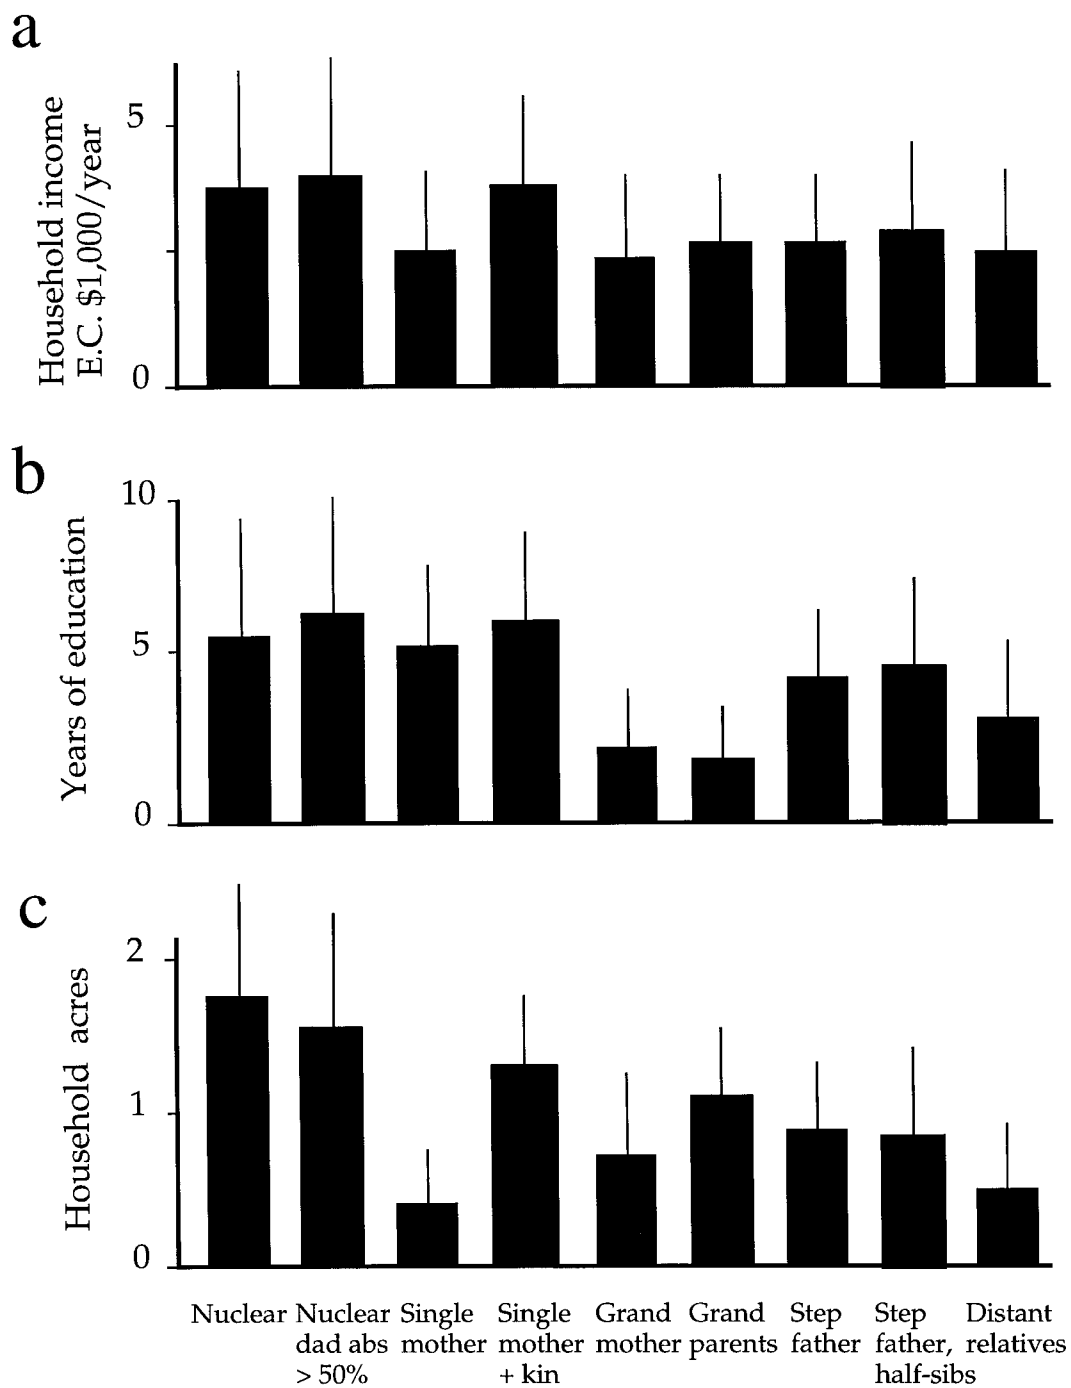 a
Household income
E.C. $1,000/year
5
0
b
Years of education
10
5
0
c
Household acres
2
1
0
Nuclear Nuclear Single Single Grand Grand Step Step Distant
dad abs mother mother mother parents father father, relatives
> 50% + kin half-sibs